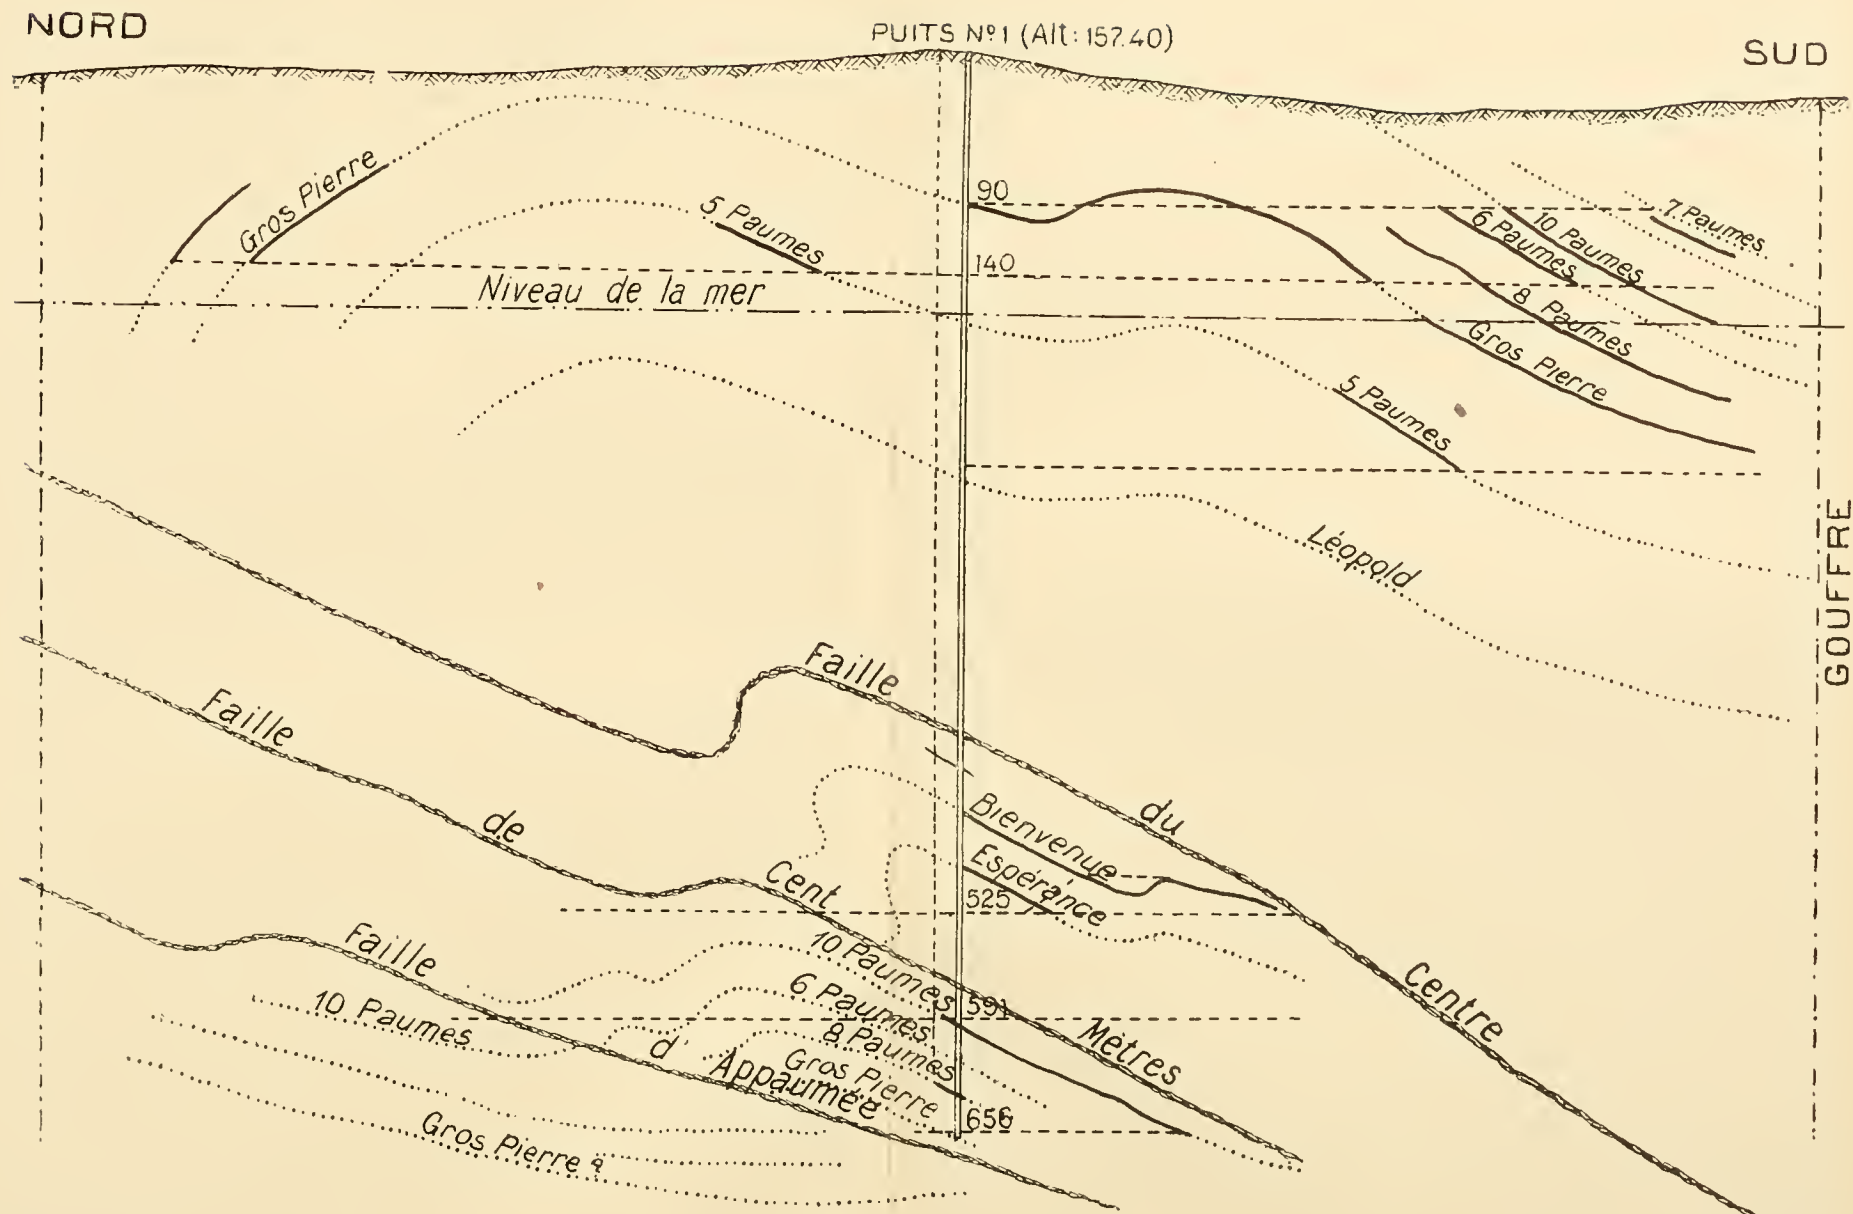 NORD
PUITS Nº1 (Alt: 157.40)
SUD
Gros Pierre
5 Paumes
90
140
Niveau de la mer
7 Paumes
10 Paumes
6 Paumes
8 Paumes
Gros Pierre
5 Paumes
Léopold
GOUFFRE
Faille du Centre
Faille de Cent Mètres
Bienvenue
Espérance
525
Faille d'Appaumée
10 Paumes
591
6 Paumes
8 Paumes
Gros Pierre
656
10 Paumes
Gros Pierre ?